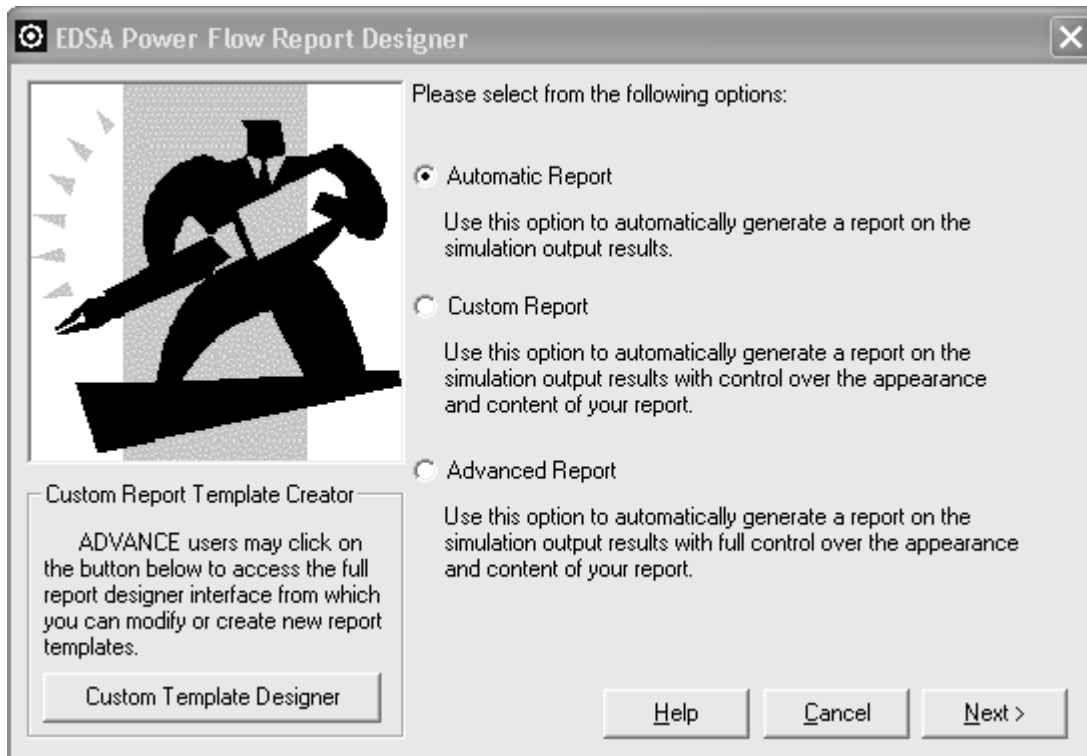 EDSA Power Flow Report Designer
Please select from the following options:
Automatic Report
Use this option to automatically generate a report on the
simulation output results.
Custom Report
Use this option to automatically generate a report on the
simulation output results with control over the appearance
and content of your report.
Advanced Report
Use this option to automatically generate a report on the
simulation output results with full control over the appearance
and content of your report.
Custom Report Template Creator
ADVANCE users may click on
the button below to access the full
report designer interface from which
you can modify or create new report
templates.
Custom Template Designer
Help
Cancel
Next >